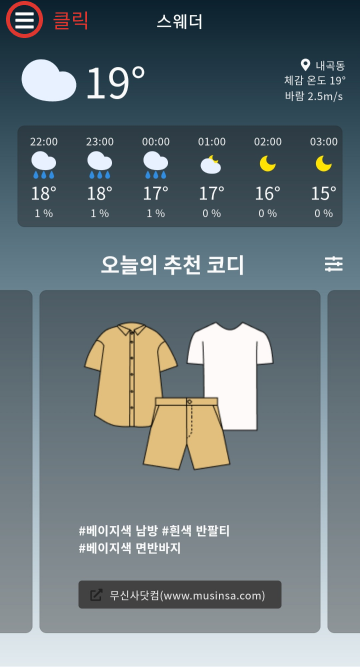 클릭
스웨더
19°
내곡동
체감 온도 19°
바람 2.5m/s
22:00 23:00 00:00 01:00 02:00 03:00
18° 18° 17° 17° 16° 15°
1 % 1 % 1 % 0 % 0 % 0 %
오늘의 추천 코디
#베이지색 남방 #흰색 반팔티
#베이지색 면반바지
무신사닷컴(www.musinsa.com)